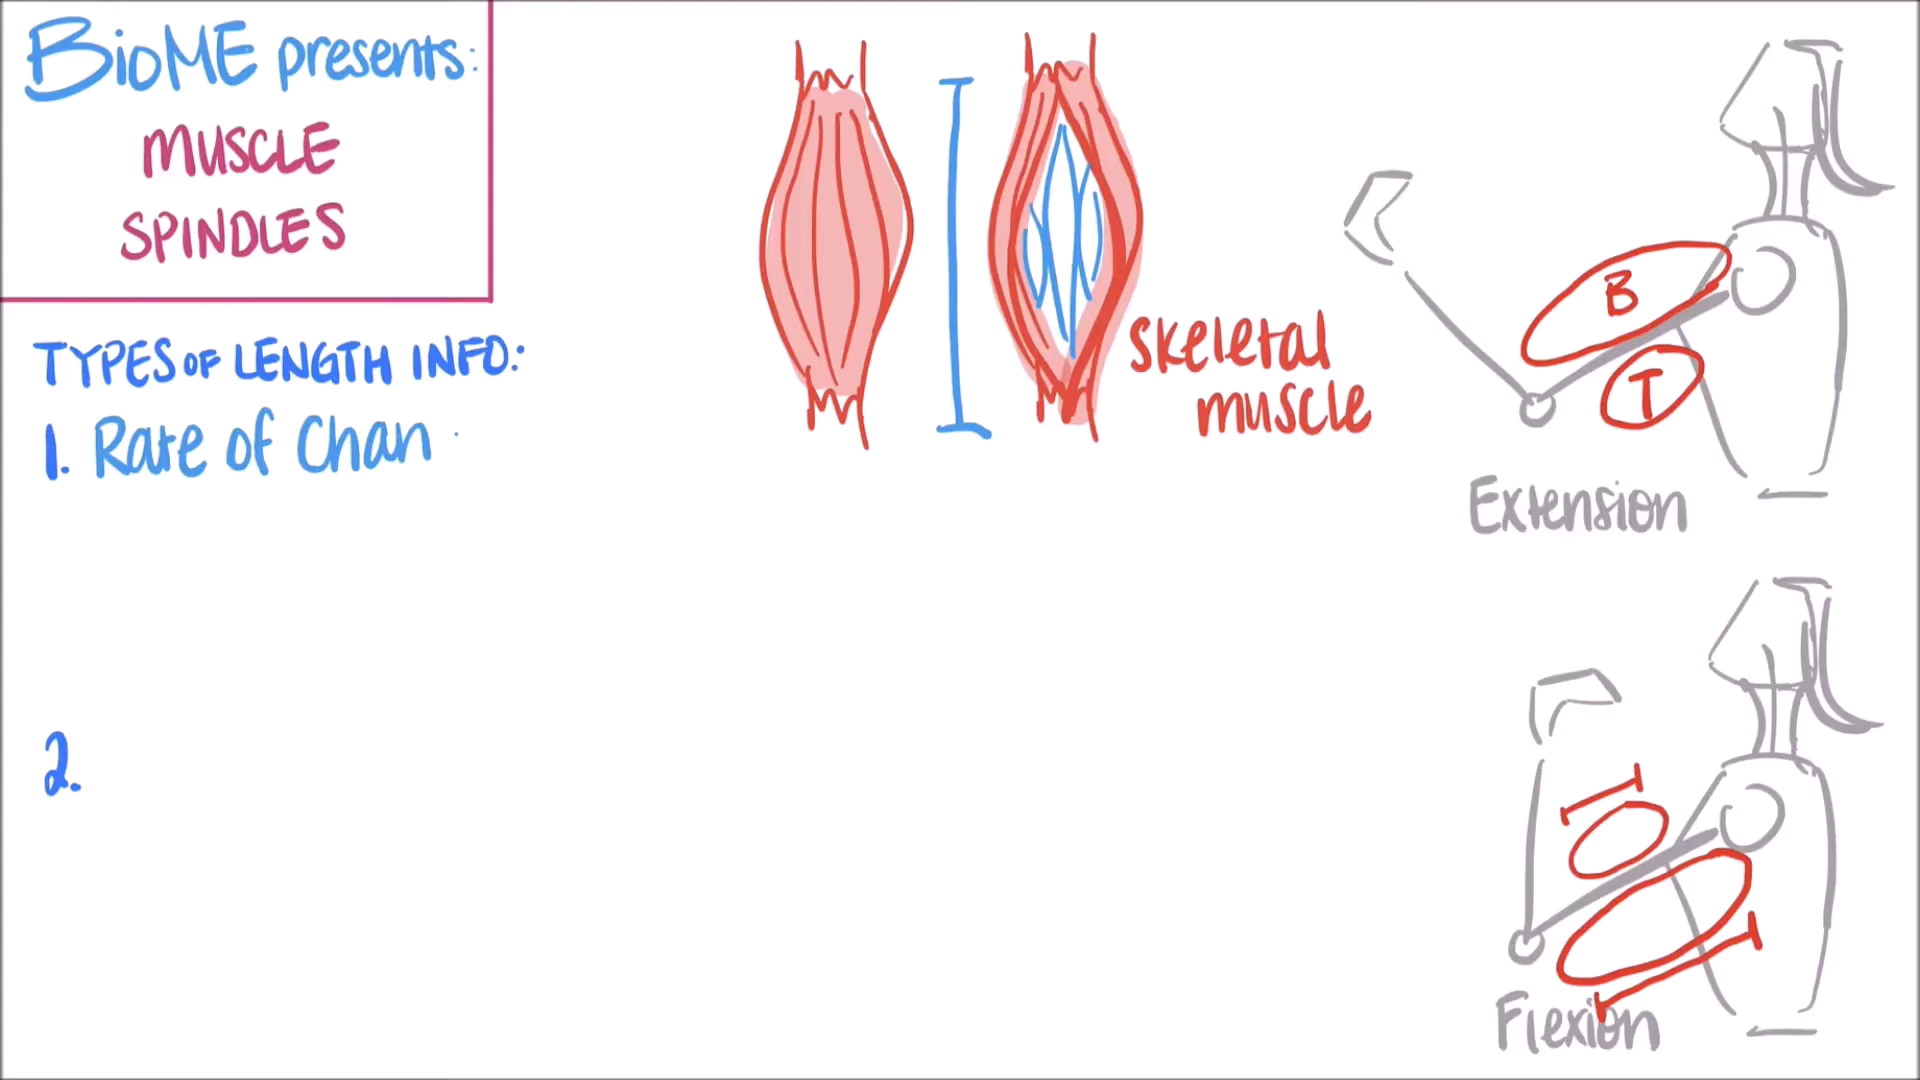 BioME presents:
MUSCLE
SPINDLES
TYPES OF LENGTH INFO:
1. Rate of Chan
2.
skeletal
muscle
B
T
Extension
Flexion